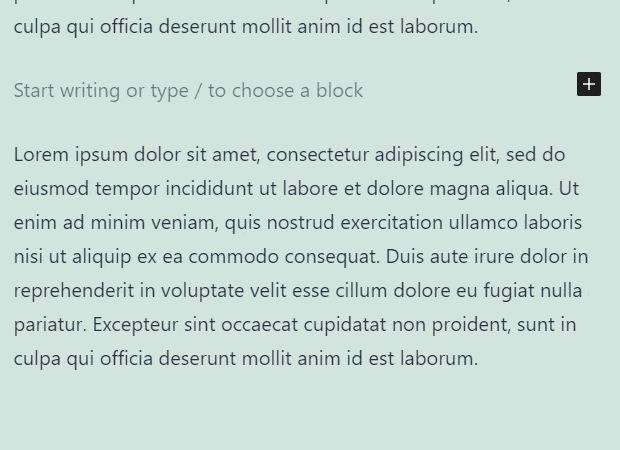 culpa qui officia deserunt mollit anim id est laborum.
Start writing or type / to choose a block
Lorem ipsum dolor sit amet, consectetur adipiscing elit, sed do
eiusmod tempor incididunt ut labore et dolore magna aliqua. Ut
enim ad minim veniam, quis nostrud exercitation ullamco laboris
nisi ut aliquip ex ea commodo consequat. Duis aute irure dolor in
reprehenderit in voluptate velit esse cillum dolore eu fugiat nulla
pariatur. Excepteur sint occaecat cupidatat non proident, sunt in
culpa qui officia deserunt mollit anim id est laborum.